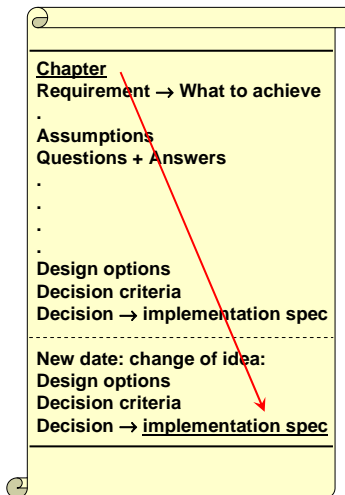 Chapter
Requirement → What to achieve
.
Assumptions
Questions + Answers
.
.
.
.
Design options
Decision criteria
Decision → implementation spec
New date: change of idea:
Design options
Decision criteria
Decision → implementation spec